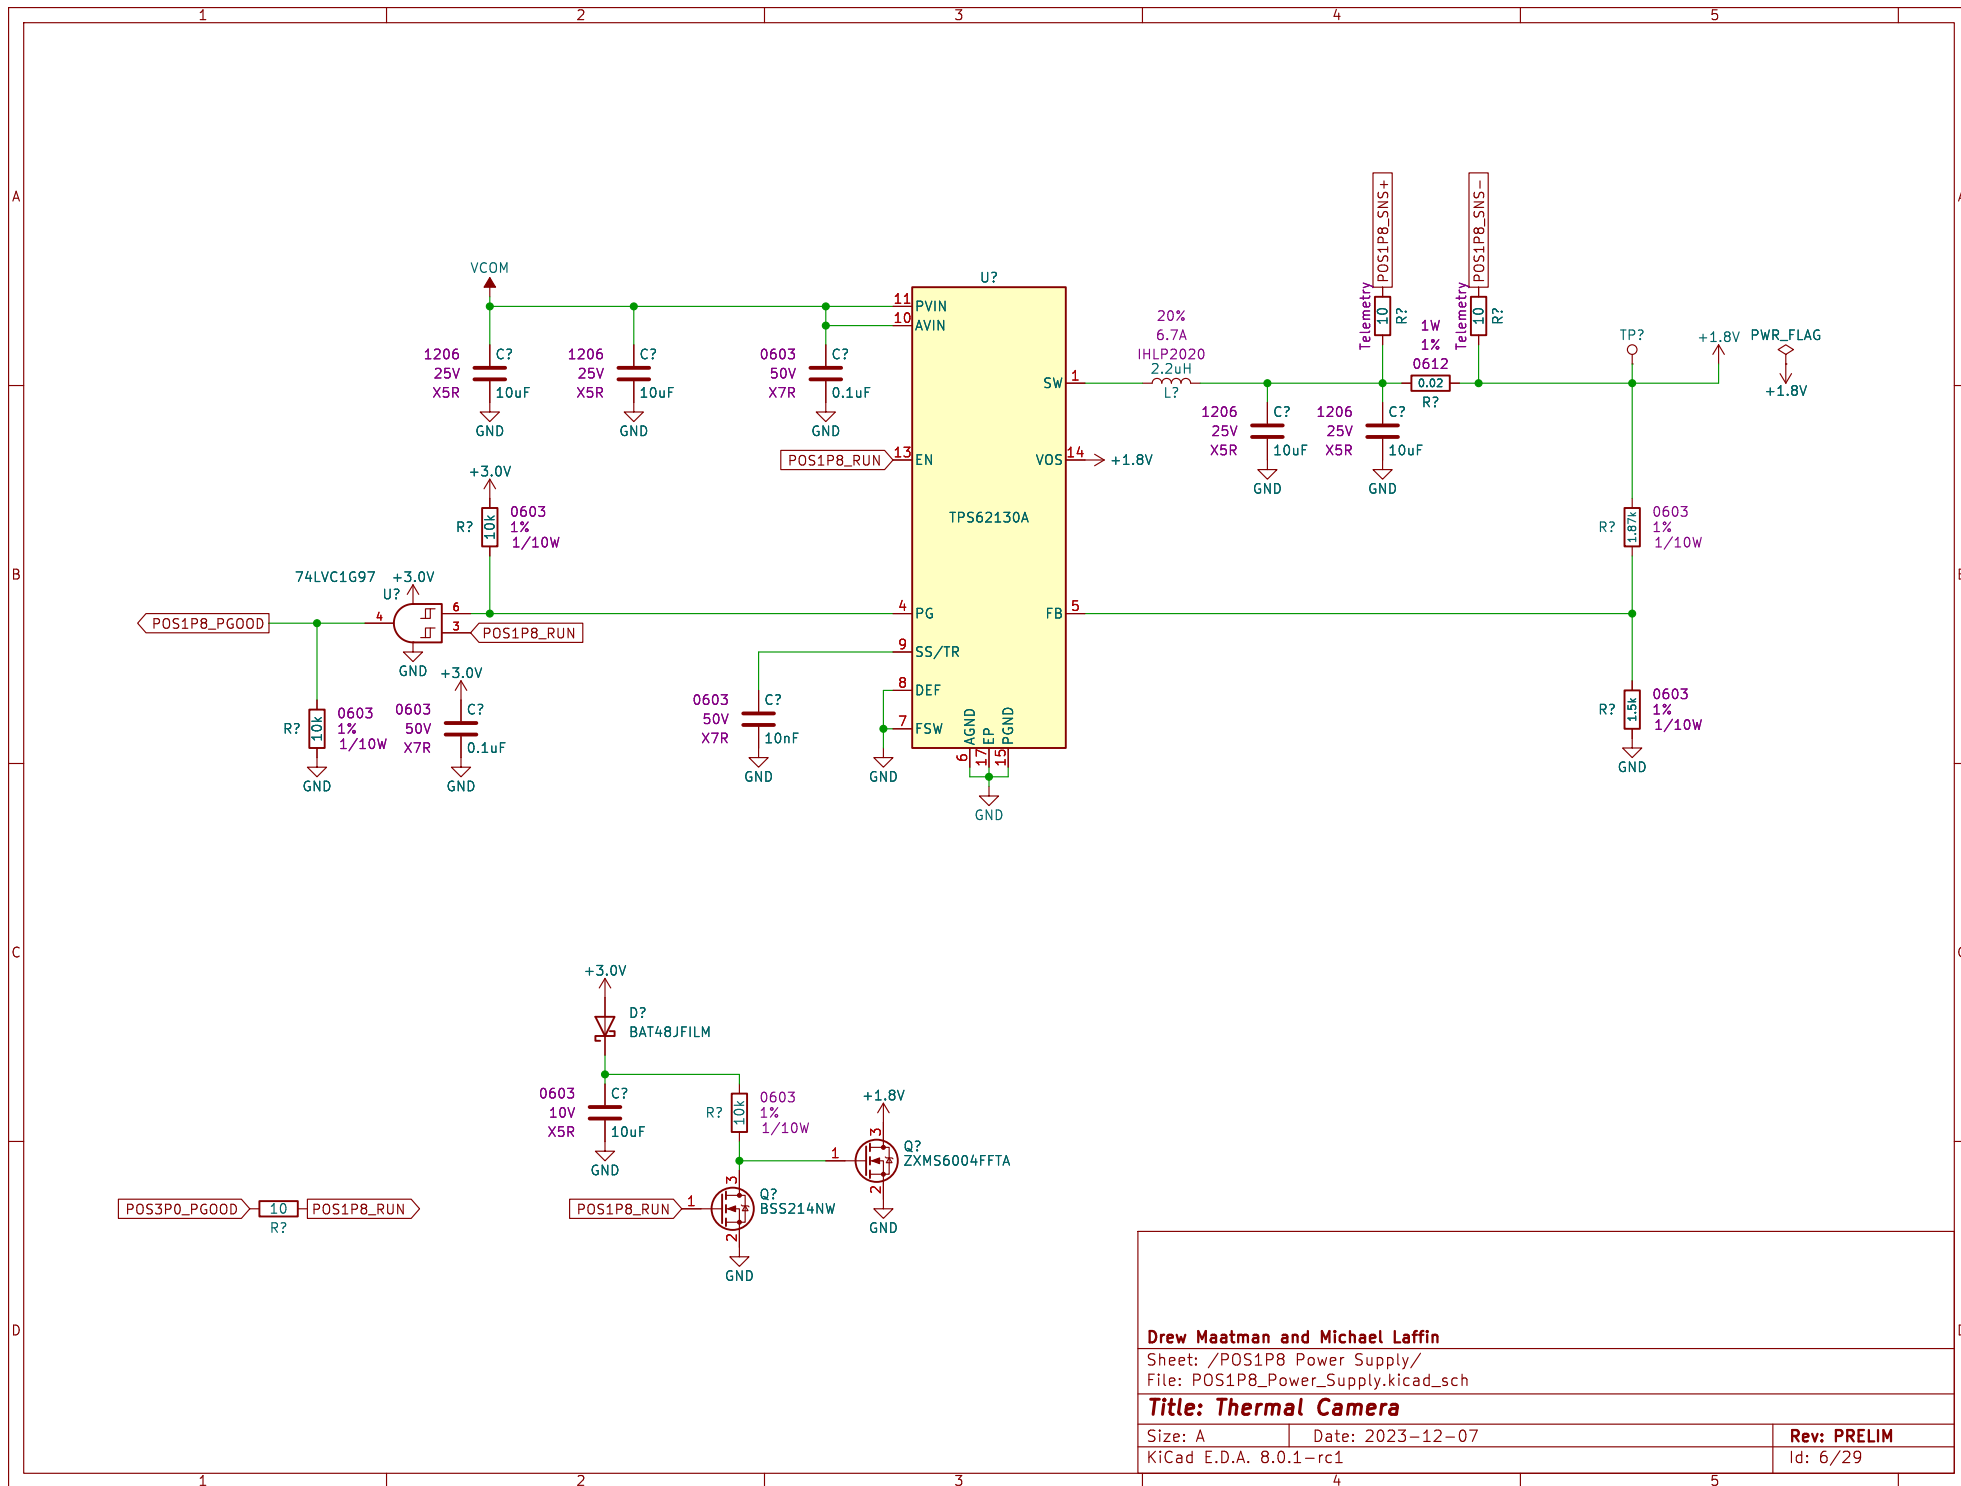 1 2 3 4 5
A
POS1P8_SNS+
POS1P8_SNS-
VCOM
U?
11 PVIN
10 AVIN
Telemetry 10 R?
Telemetry 10 R?
20%
6.7A
IHLP2020
2.2uH
L?
1W
1%
0612
0.02
R?
TP?
+1.8V PWR_FLAG
+1.8V
1206 C?
25V
X5R 10uF
GND
1206 C?
25V
X5R 10uF
GND
0603 C?
50V
X7R 0.1uF
GND
SW 1
1206 C?
25V
X5R 10uF
GND
1206 C?
25V
X5R 10uF
GND
POS1P8_RUN 13 EN
VOS 14 +1.8V
TPS62130A
+3.0V
R? 10k 0603
1%
1/10W
R? 1.87k 0603
1%
1/10W
B
74LVC1G97 +3.0V
U?
POS1P8_PGOOD 4 6
3 POS1P8_RUN
GND
4 PG
FB 5
9 SS/TR
8 DEF
7 FSW
AGND EP PGND
6 17 15
GND
GND
R? 10k 0603
1%
1/10W
GND
+3.0V
0603 C?
50V
X7R 0.1uF
GND
0603 C?
50V
X7R 10nF
GND
R? 1.5k 0603
1%
1/10W
GND
C
+3.0V
D?
BAT48JFILM
0603 C?
10V
X5R 10uF
GND
R? 10k 0603
1%
1/10W
+1.8V
3
1 Q?
ZXMS6004FFTA
2
GND
POS3P0_PGOOD 10 POS1P8_RUN
R?
POS1P8_RUN 1
3
Q?
BSS214NW
2
GND
D
Drew Maatman and Michael Laffin
Sheet: /POS1P8 Power Supply/
File: POS1P8_Power_Supply.kicad_sch
Title: Thermal Camera
Size: A Date: 2023-12-07 Rev: PRELIM
KiCad E.D.A. 8.0.1-rc1 Id: 6/29
1 2 3 4 5